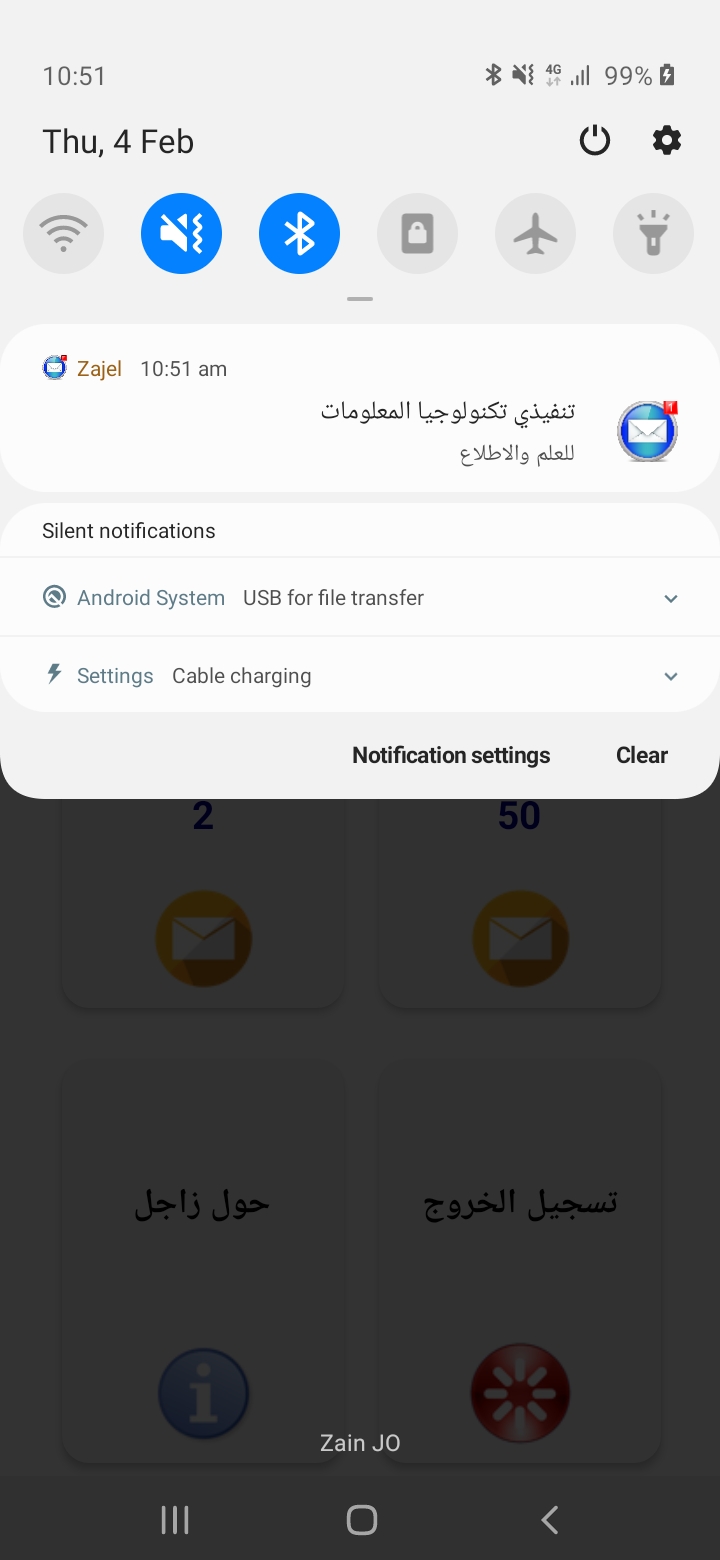 10:51
4G
99%
Thu, 4 Feb
Zajel 10:51 am
تنفيذي تكنولوجيا المعلومات
للعلم والاطلاع
Silent notifications
Android System USB for file transfer
Settings Cable charging
Notification settings Clear
2 50
حول زاجل تسجيل الخروج
Zain JO